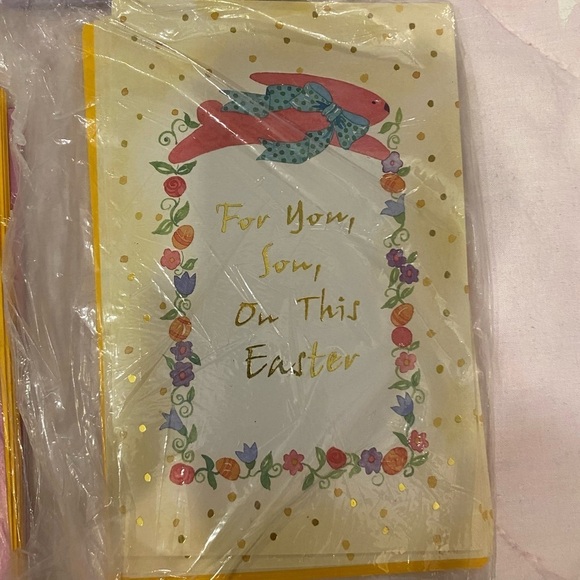 For You,
Son,
On This
Easter